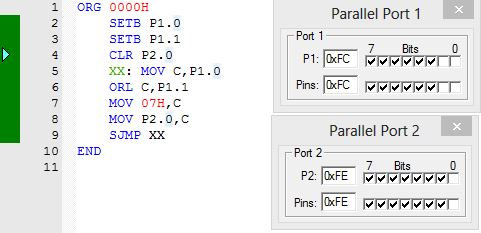 1 ORG 0000H
2 SETB P1.0
3 SETB P1.1
4 CLR P2.0
5 XX: MOV C,P1.0
6 ORL C,P1.1
7 MOV 07H,C
8 MOV P2.0,C
9 SJMP XX
10 END
11
Parallel Port 1
Port 1
7 Bits 0
P1: 0xFC
Pins: 0xFC
Parallel Port 2
Port 2
7 Bits 0
P2: 0xFE
Pins: 0xFE